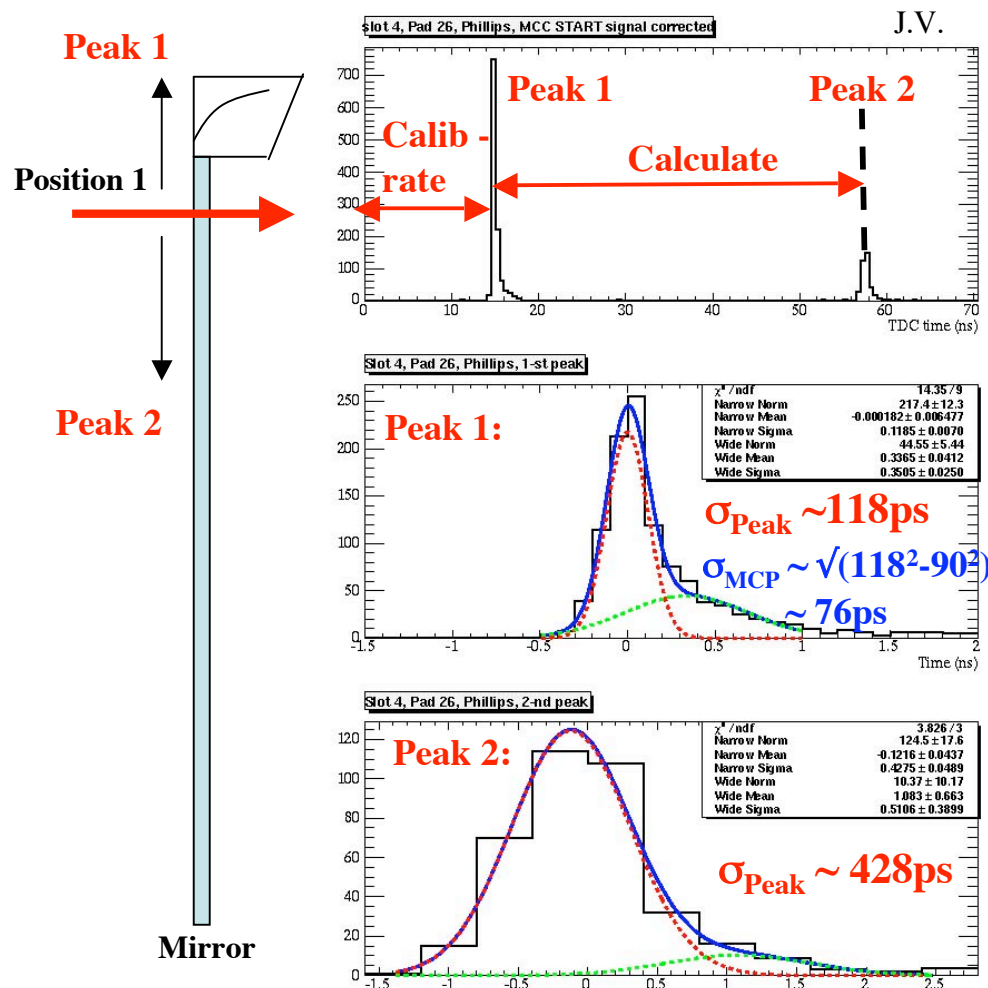 J.V.
Peak 1
Position 1
Peak 2
Mirror
slot 4, Pad 26, Phillips, MCC START signal corrected
Peak 1
Peak 2
Calib -
rate
Calculate
700
600
500
400
300
200
100
0
0 10 20 30 40 50 60 70
TDC time (ns)
Slot 4, Pad 26, Phillips, 1-st peak
Peak 1:
χ² / ndf 14.35 / 9
Narrow Norm 217.4 ± 12.3
Narrow Mean -0.000182 ± 0.006477
Narrow Sigma 0.1185 ± 0.0070
Wide Norm 44.55 ± 5.44
Wide Mean 0.3365 ± 0.0412
Wide Sigma 0.3505 ± 0.0250
σPeak ~118ps
σMCP ~ √(118²-90²)
~ 76ps
250
200
150
100
50
0
-1.5 -1 -0.5 0 0.5 1 1.5 2
Time (ns)
Slot 4, Pad 26, Phillips, 2-nd peak
Peak 2:
χ² / ndf 3.826 / 3
Narrow Norm 124.5 ± 17.6
Narrow Mean -0.1216 ± 0.0437
Narrow Sigma 0.4275 ± 0.0489
Wide Norm 10.37 ± 10.17
Wide Mean 1.083 ± 0.663
Wide Sigma 0.5106 ± 0.3899
σPeak ~ 428ps
120
100
80
60
40
20
0
-1.5 -1 -0.5 0 0.5 1 1.5 2 2.5